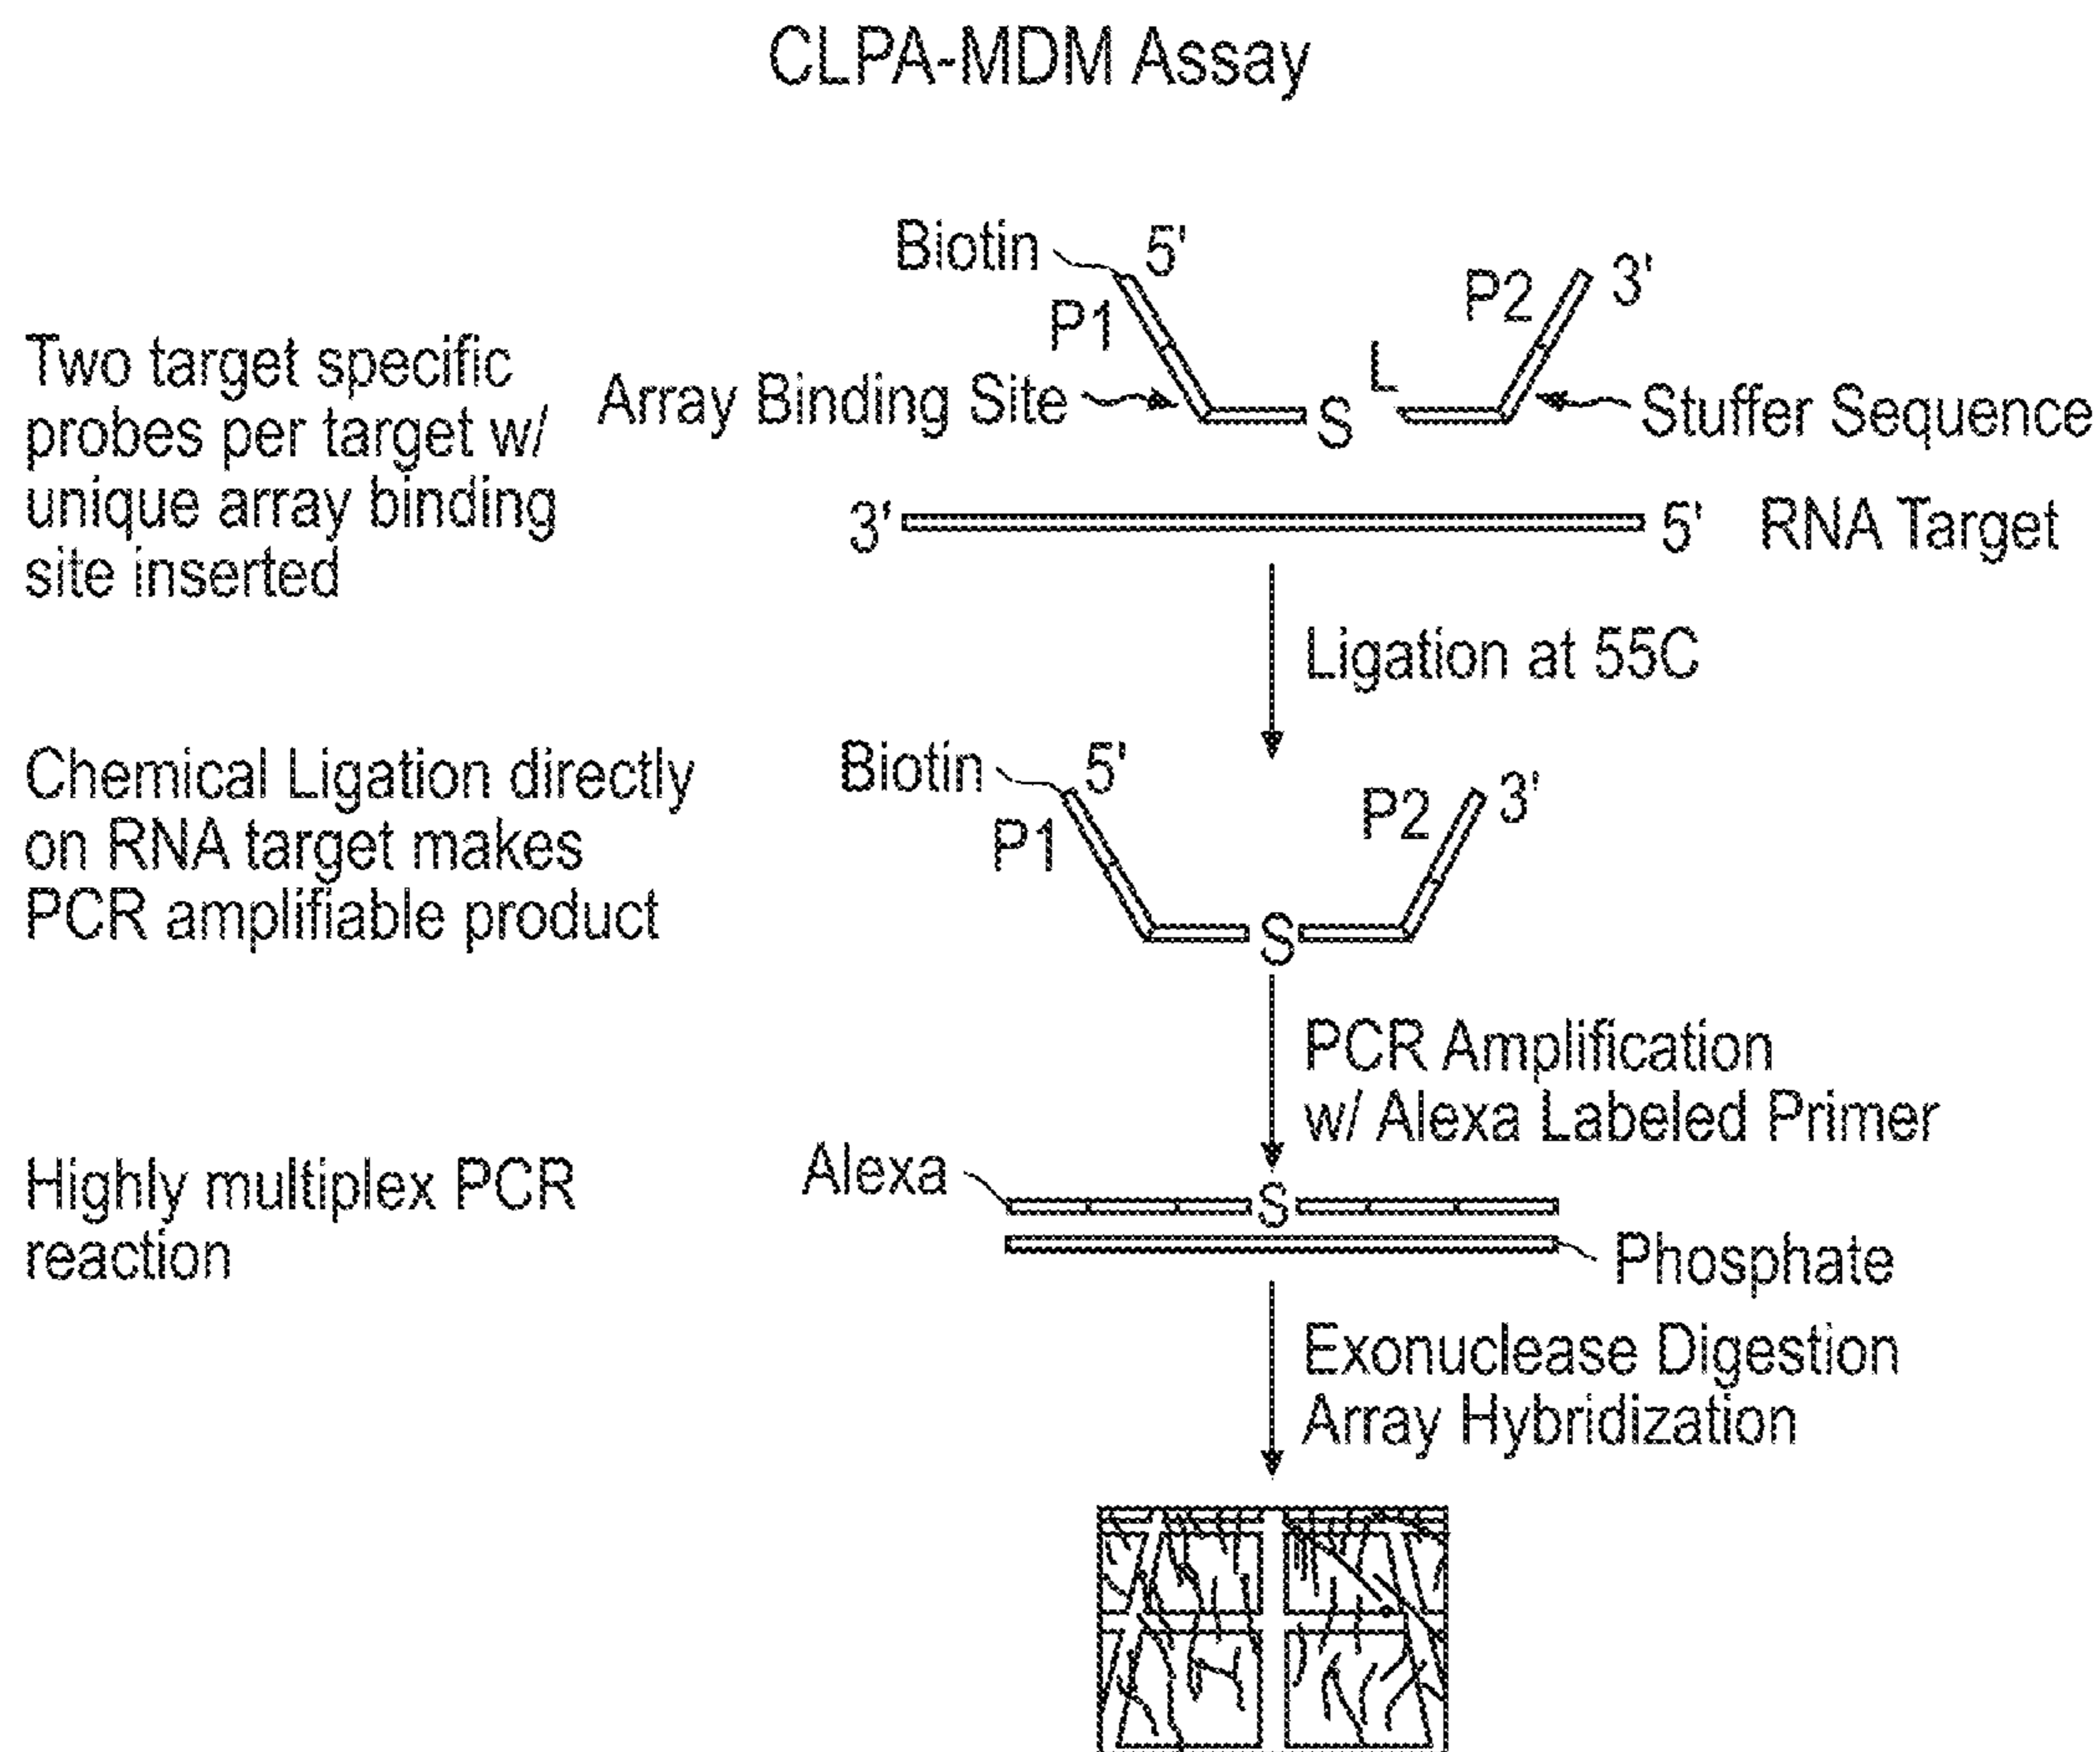 CLPA-MDM Assay
Biotin 5'
P1
P2 3'
Two target specific
probes per target w/
unique array binding
site inserted
Array Binding Site
S
L
Stuffer Sequence
3' 5' RNA Target
Ligation at 55C
Chemical Ligation directly
on RNA target makes
PCR amplifiable product
Biotin 5'
P1
P2 3'
S
PCR Amplification
w/ Alexa Labeled Primer
Highly multiplex PCR
reaction
Alexa
S
Phosphate
Exonuclease Digestion
Array Hybridization